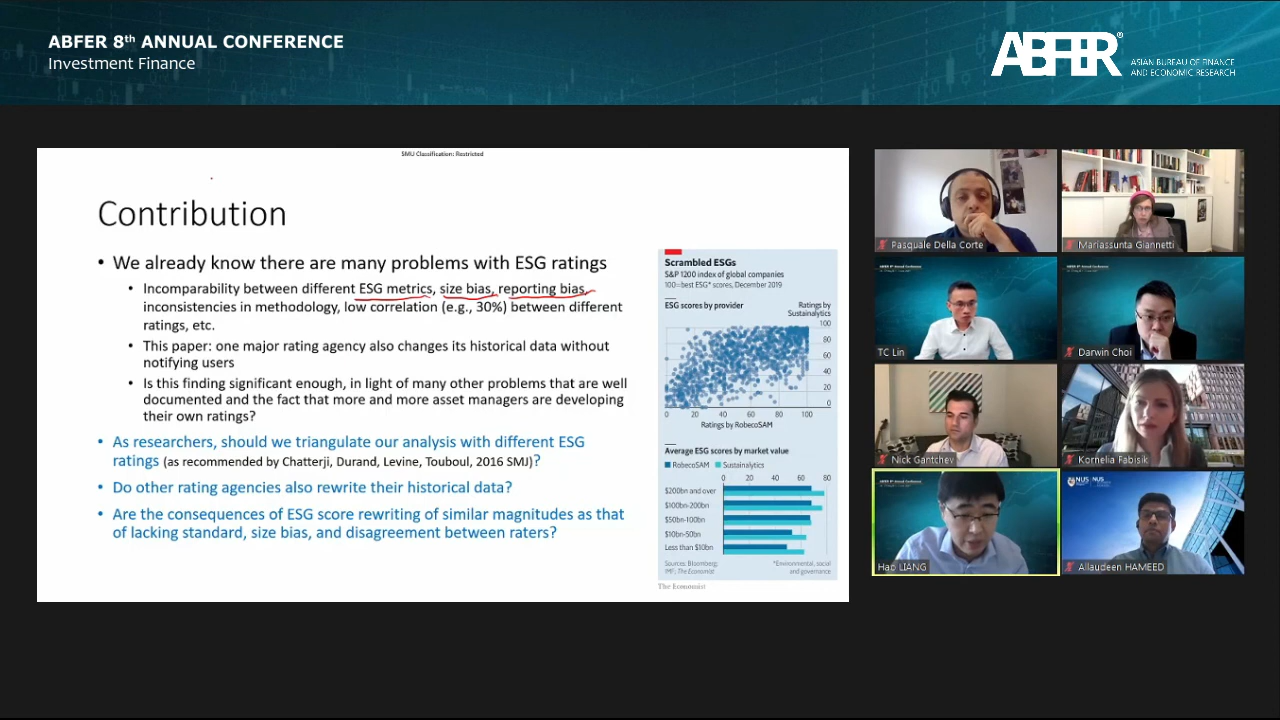 ABFER 8th ANNUAL CONFERENCE
Investment Finance
ABFER®
ASIAN BUREAU OF FINANCE
AND ECONOMIC RESEARCH
SMU Classification: Restricted
Contribution
• We already know there are many problems with ESG ratings
• Incomparability between different ESG metrics, size bias, reporting bias,
inconsistencies in methodology, low correlation (e.g., 30%) between different
ratings, etc.
• This paper: one major rating agency also changes its historical data without
notifying users
• Is this finding significant enough, in light of many other problems that are well
documented and the fact that more and more asset managers are developing
their own ratings?
• As researchers, should we triangulate our analysis with different ESG
ratings (as recommended by Chatterji, Durand, Levine, Touboul, 2016 SMJ)?
• Do other rating agencies also rewrite their historical data?
• Are the consequences of ESG score rewriting of similar magnitudes as that
of lacking standard, size bias, and disagreement between raters?
Scrambled ESGs
S&P 1200 index of global companies
100=best ESG* scores, December 2019
ESG scores by provider
Ratings by
Sustainalytics
100
80
60
40
20
0
0 20 40 60 80 100
Ratings by RobecoSAM
Average ESG scores by market value
RobecoSAM Sustainalytics
0 20 40 60 80
$200bn and over
$100bn-200bn
$50bn-100bn
$10bn-50bn
Less than $10bn
Sources: Bloomberg;
IMF; The Economist
*Environmental, social
and governance
The Economist
Pasquale Della Corte
Mariassunta Giannetti
TC Lin
Darwin Choi
Nick Gantchev
Kornelia Fabisik
Hao LIANG
NUS
Allaudeen HAMEED